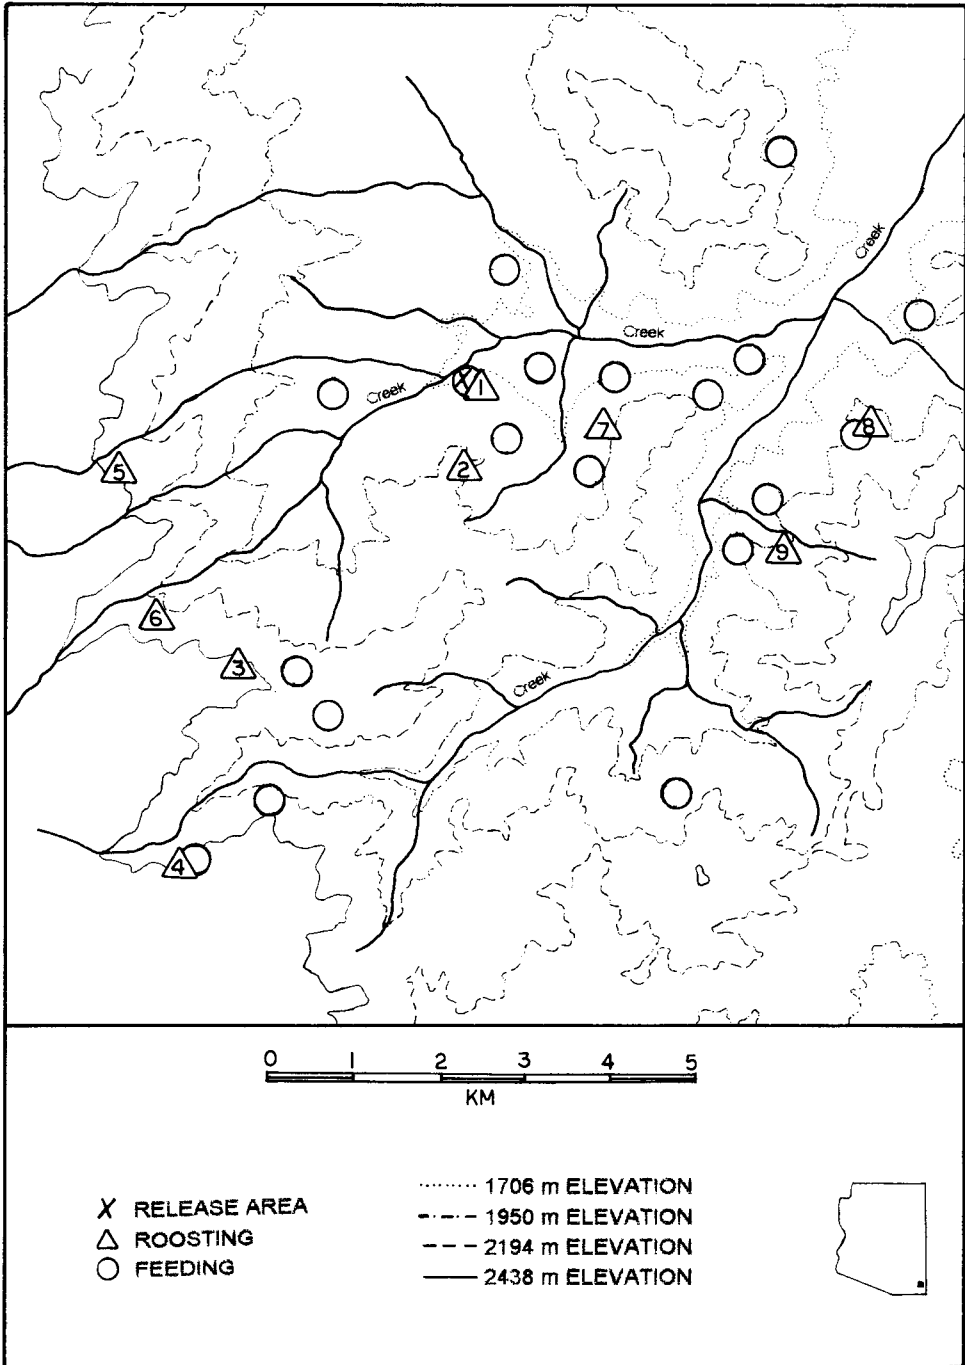 Creek
Creek
Creek
1
7
8
2
5
9
6
3
Creek
4
0 1 2 3 4 5
KM
X RELEASE AREA
ROOSTING
FEEDING
1706 m ELEVATION
1950 m ELEVATION
2194 m ELEVATION
2438 m ELEVATION